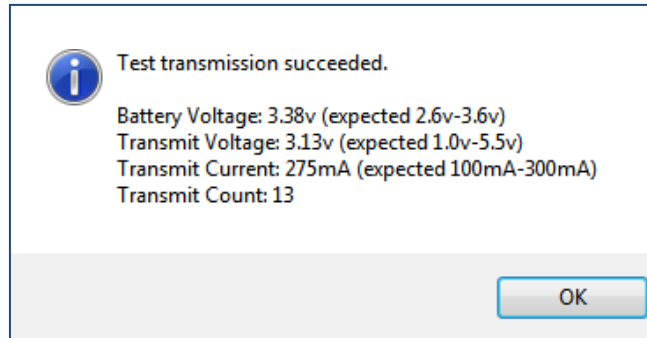 Test transmission succeeded.
Battery Voltage: 3.38v (expected 2.6v-3.6v)
Transmit Voltage: 3.13v (expected 1.0v-5.5v)
Transmit Current: 275mA (expected 100mA-300mA)
Transmit Count: 13
OK